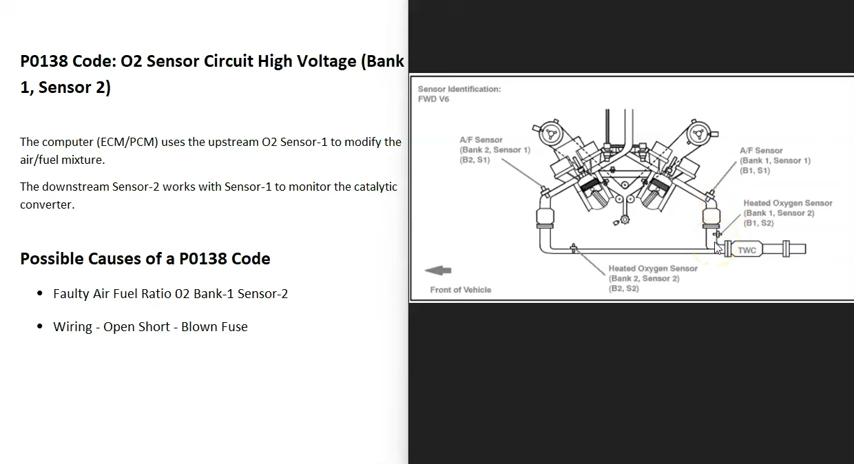 P0138 Code: O2 Sensor Circuit High Voltage (Bank
1, Sensor 2)
The computer (ECM/PCM) uses the upstream O2 Sensor-1 to modify the
air/fuel mixture.
The downstream Sensor-2 works with Sensor-1 to monitor the catalytic
converter.
Possible Causes of a P0138 Code
• Faulty Air Fuel Ratio 02 Bank-1 Sensor-2
• Wiring - Open Short - Blown Fuse
Sensor Identification:
FWD V6
A/F Sensor
(Bank 2, Sensor 1)
(B2, S1)
A/F Sensor
(Bank 1, Sensor 1)
(B1, S1)
Heated Oxygen Sensor
(Bank 1, Sensor 2)
(B1, S2)
TWC
Heated Oxygen Sensor
(Bank 2, Sensor 2)
(B2, S2)
Front of Vehicle